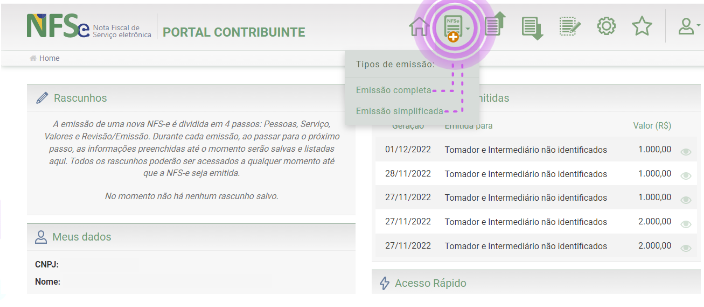 NFSe Nota Fiscal de
Serviço eletrônica
PORTAL CONTRIBUINTE
NFSe
Home
Tipos de emissão:
Emissão completa
Emissão simplificada
Rascunhos
A emissão de uma nova NFS-e é dividida em 4 passos: Pessoas, Serviço,
Valores e Revisão/Emissão. Durante cada emissão, ao passar para o próximo
passo, as informações preenchidas até o momento serão salvas e listadas
aqui. Todos os rascunhos poderão ser acessados a qualquer momento até
que a NFS-e seja emitida.
No momento não há nenhum rascunho salvo.
Meus dados
CNPJ:
Nome:
mitidas
Geração Emitida para Valor (R$)
01/12/2022 Tomador e Intermediário não identificados 1.000,00
28/11/2022 Tomador e Intermediário não identificados 1.000,00
27/11/2022 Tomador e Intermediário não identificados 1.000,00
27/11/2022 Tomador e Intermediário não identificados 2.000,00
27/11/2022 Tomador e Intermediário não identificados 2.000,00
Acesso Rápido